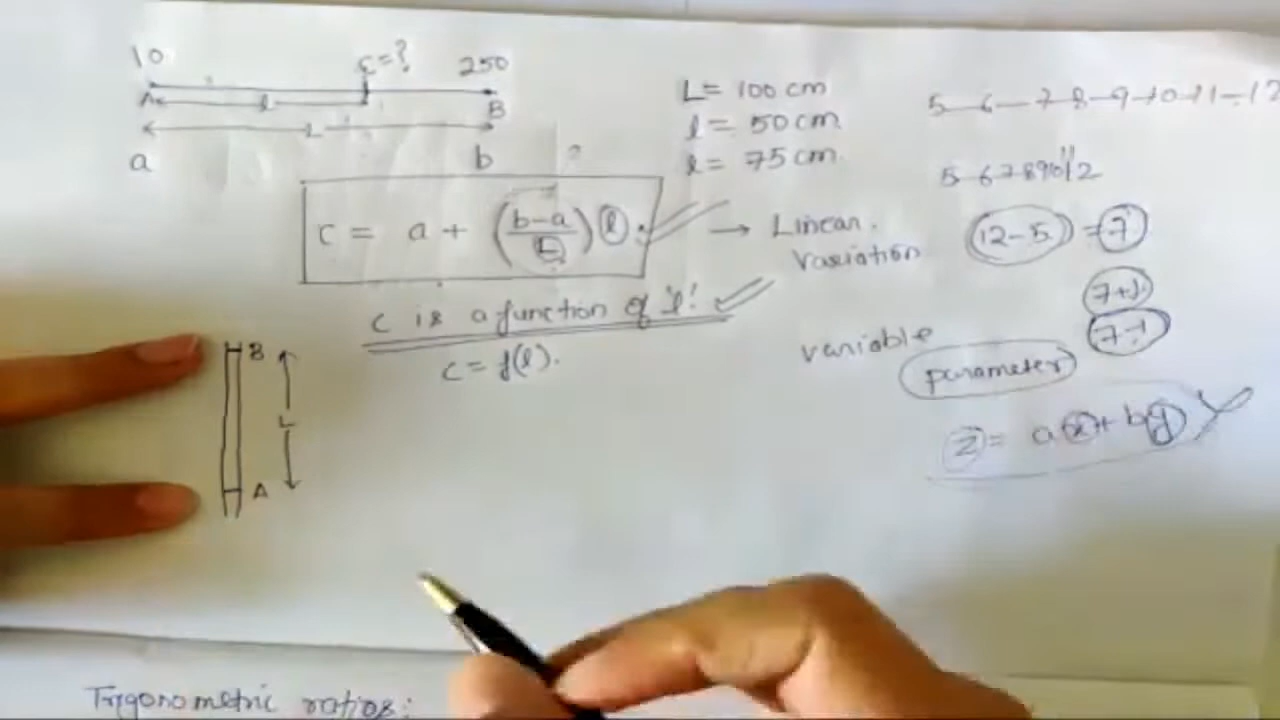 10 c=? 250
A l B
L
a b
c = a + (b-a/L) l.
c is a function of 'l'.
c = f(l).
B
L
A
L = 100 cm
l = 50 cm
l = 75 cm
→ Linear
variation
variable
parameter
z = ax + by
5-6-7-8-9-10-11-12
5 6 7 8 9 10 11 12
12-5 = 7
7+1
7-1
Trigonometric ratios: